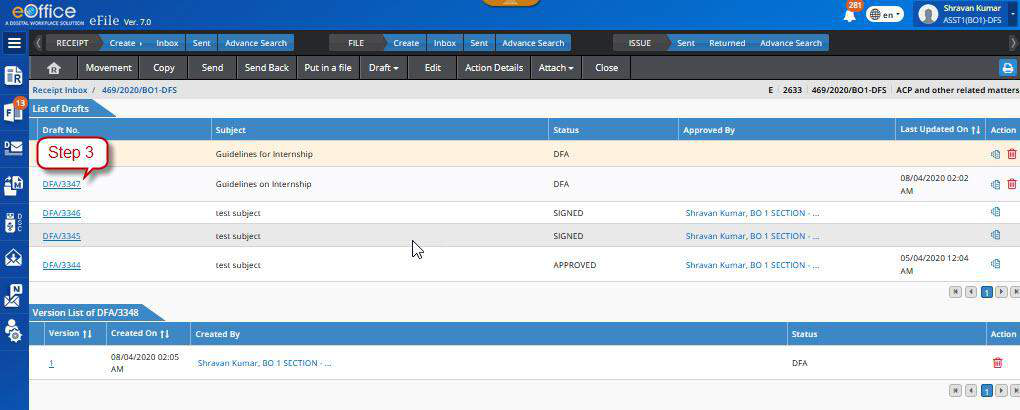 eOffice
A DIGITAL WORKPLACE SOLUTION
eFile Ver. 7.0
281
en
Shravan Kumar
ASST1(BO1)-DFS
RECEIPT Create Inbox Sent Advance Search FILE Create Inbox Sent Advance Search ISSUE Sent Returned Advance Search
R Movement Copy Send Send Back Put in a file Draft Edit Action Details Attach Close
Receipt Inbox / 469/2020/BO1-DFS E 2633 469/2020/BO1-DFS ACP and other related matters
R
F 13
D
M
DSC
N
List of Drafts
Draft No. Subject Status Approved By Last Updated On Action
Step 3
Guidelines for Internship DFA
DFA/3347 Guidelines on Internship DFA 08/04/2020 02:02 AM
DFA/3346 test subject SIGNED Shravan Kumar, BO 1 SECTION - ...
DFA/3345 test subject SIGNED Shravan Kumar, BO 1 SECTION - ...
DFA/3344 test subject APPROVED Shravan Kumar, BO 1 SECTION - ... 05/04/2020 12:04 AM
1
Version List of DFA/3348
Version Created On Created By Status Action
1 08/04/2020 02:05 AM Shravan Kumar, BO 1 SECTION - ... DFA
1